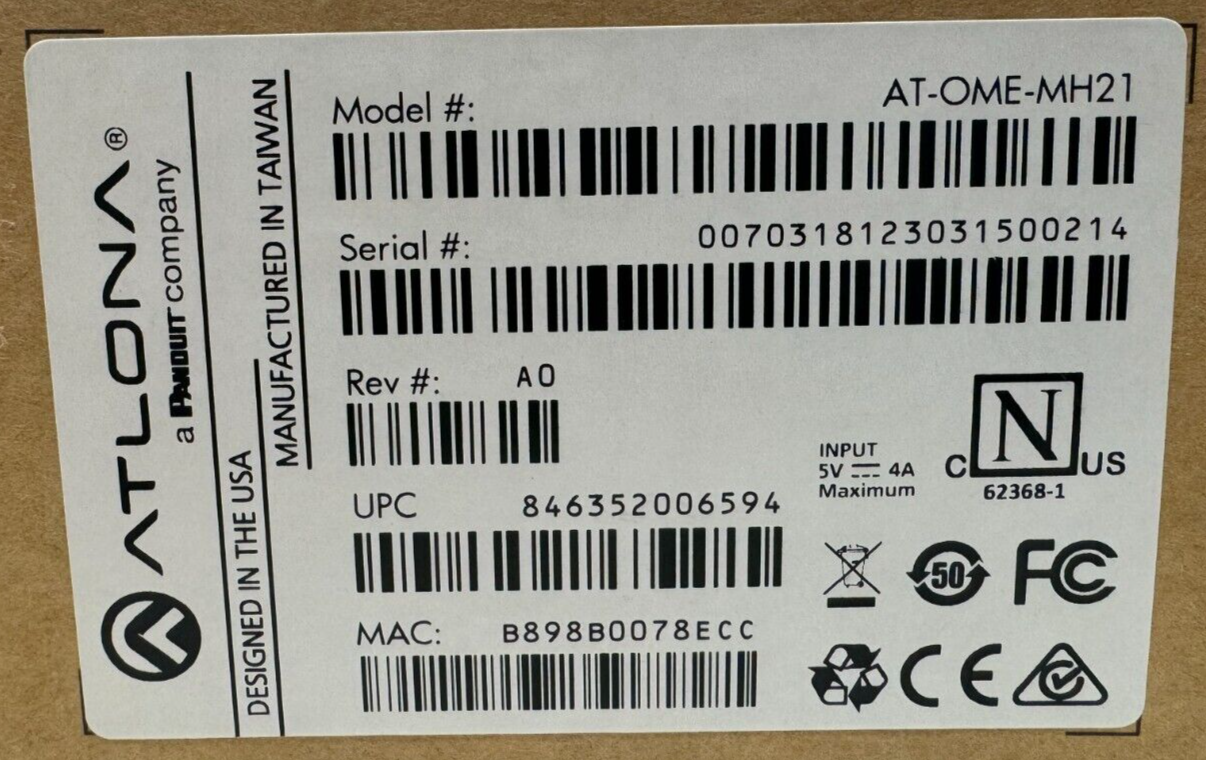 ATLONA®
a PANDUIT company
DESIGNED IN THE USA
MANUFACTURED IN TAIWAN
Model #: AT-OME-MH21
Serial #: 0070318123031500214
Rev #: A0
UPC 846352006594
MAC: B898B0078ECC
INPUT
5V ⎓ 4A
Maximum
C N US
62368-1
50
FC
CE